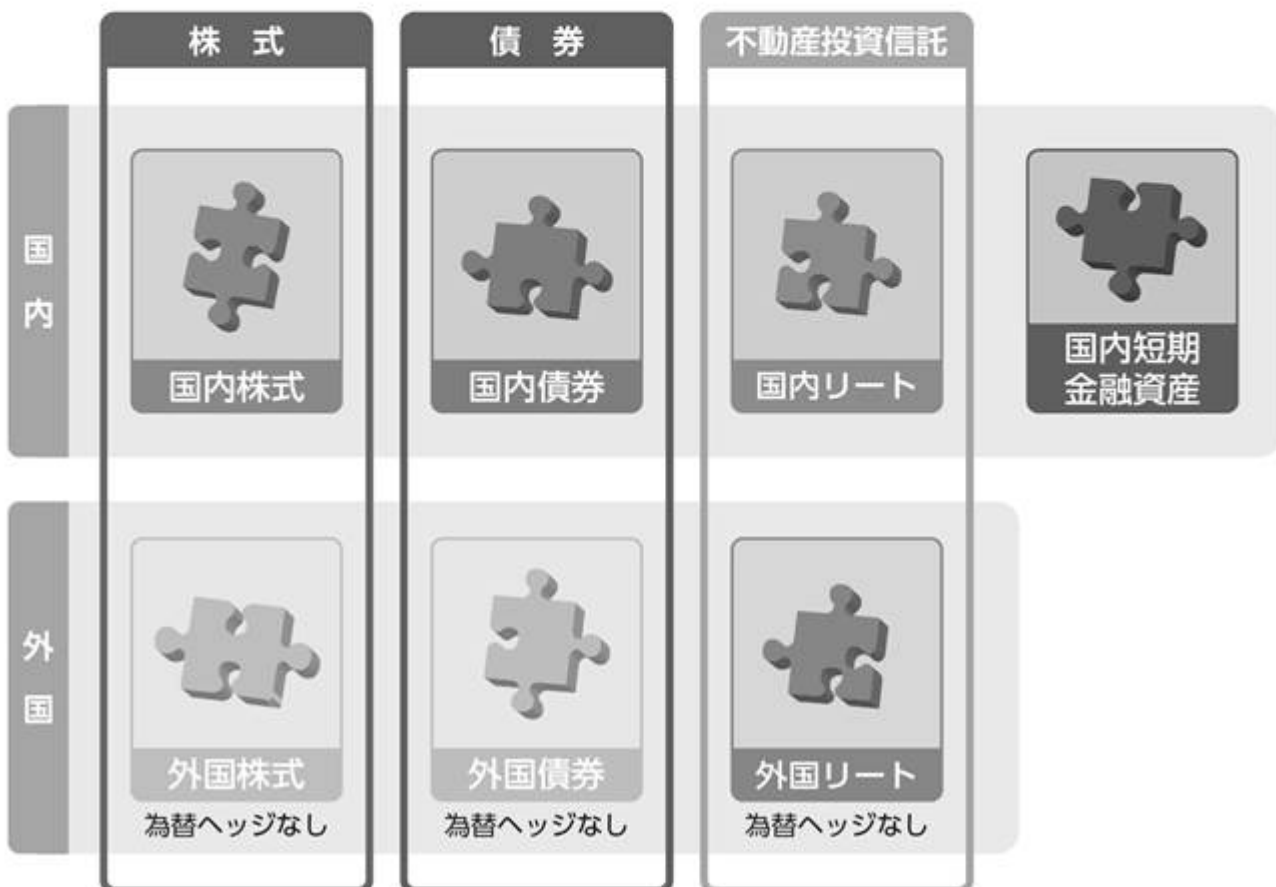 株 式
債 券
不動産投資信託
国内
国内株式
国内債券
国内リート
国内短期
金融資産
外国
外国株式
為替ヘッジなし
外国債券
為替ヘッジなし
外国リート
為替ヘッジなし